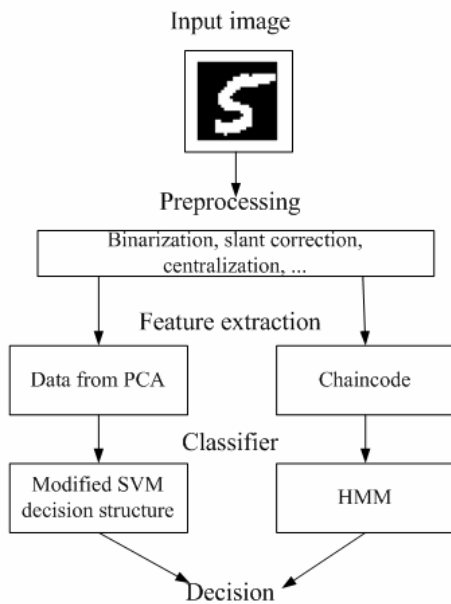 Input image
5
Preprocessing
Binarization, slant correction,
centralization, ...
Feature extraction
Data from PCA
Chaincode
Classifier
Modified SVM
decision structure
HMM
Decision